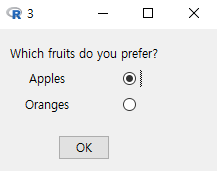 R 3
Which fruits do you prefer?
Apples
Oranges
OK